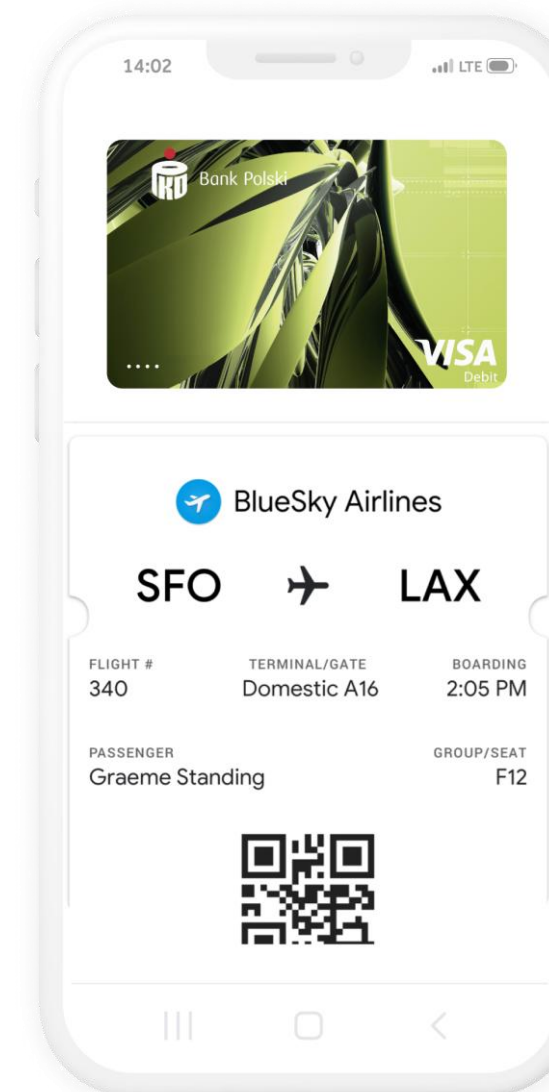 14:02 LTE
PKO Bank Polski
....
VISA
Debit
BlueSky Airlines
SFO LAX
FLIGHT # TERMINAL/GATE BOARDING
340 Domestic A16 2:05 PM
PASSENGER GROUP/SEAT
Graeme Standing F12